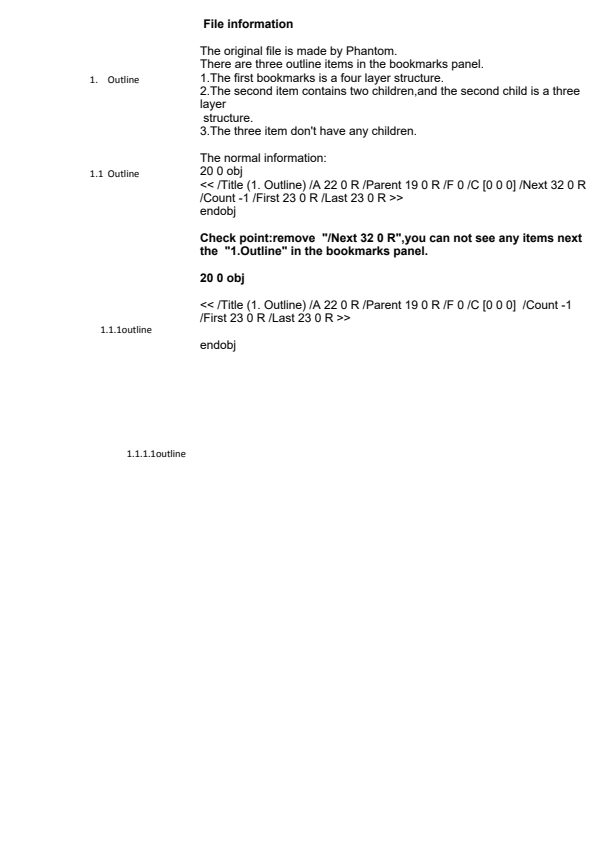 File information
The original file is made by Phantom.
There are three outline items in the bookmarks panel.
1. Outline
1.The first bookmarks is a four layer structure.
2.The second item contains two children,and the second child is a three
layer
structure.
3.The three item don't have any children.
The normal information:
1.1 Outline
20 0 obj
<< /Title (1. Outline) /A 22 0 R /Parent 19 0 R /F 0 /C [0 0 0] /Next 32 0 R
/Count -1 /First 23 0 R /Last 23 0 R >>
endobj
Check point:remove  "/Next 32 0 R",you can not see any items next
the  "1.Outline" in the bookmarks panel.
20 0 obj
<< /Title (1. Outline) /A 22 0 R /Parent 19 0 R /F 0 /C [0 0 0]  /Count -1
/First 23 0 R /Last 23 0 R >>
1.1.1outline
endobj
1.1.1.1outline